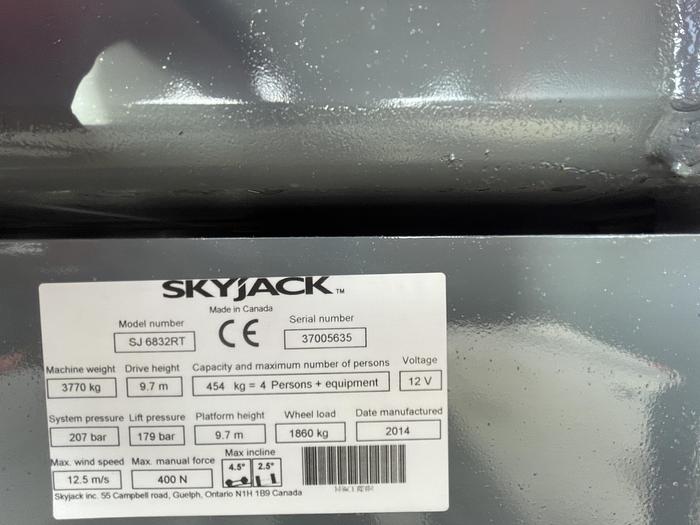 SKYJACK™
Made in Canada
Model number
SJ 6832RT
CE
Serial number
37005635
Machine weight Drive height Capacity and maximum number of persons Voltage
3770 kg 9.7 m 454 kg = 4 Persons + equipment 12 V
System pressure Lift pressure Platform height Wheel load Date manufactured
207 bar 179 bar 9.7 m 1860 kg 2014
Max. wind speed Max. manual force Max incline
12.5 m/s 400 N 4.5° 2.5°
Skyjack inc. 55 Campbell road, Guelph, Ontario N1H 1B9 Canada